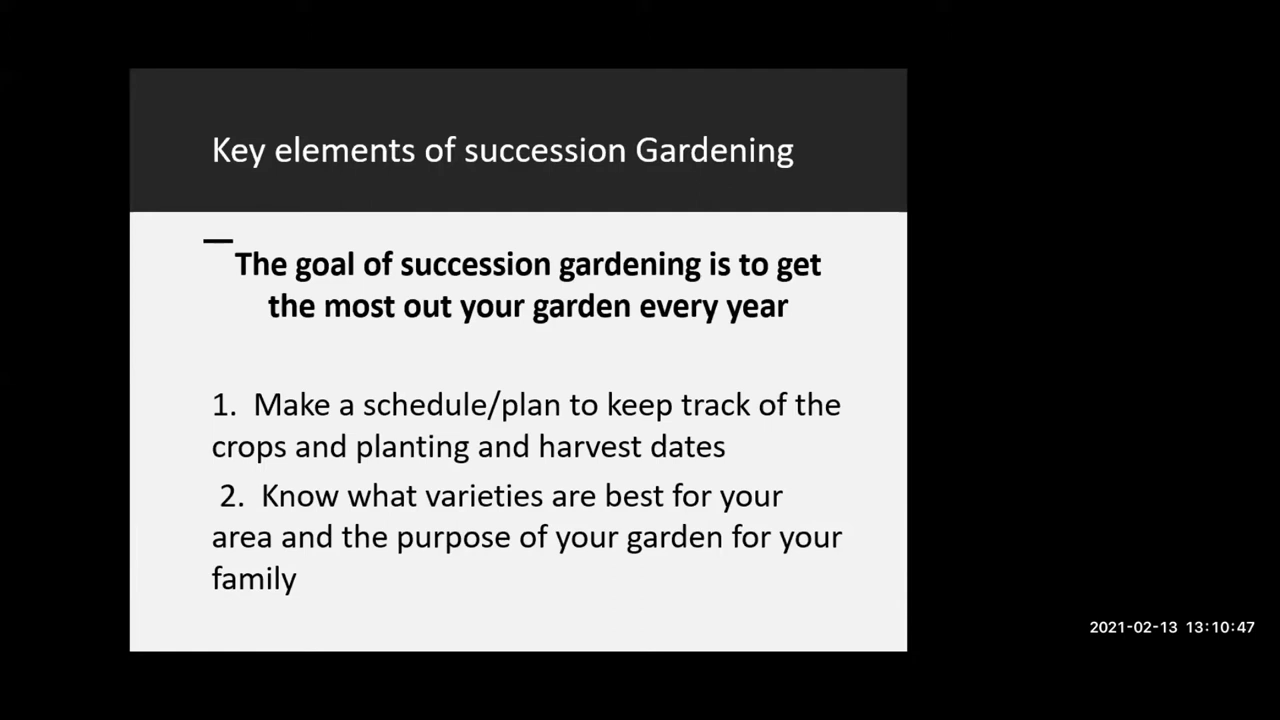 Key elements of succession Gardening
The goal of succession gardening is to get
the most out your garden every year
1. Make a schedule/plan to keep track of the
crops and planting and harvest dates
2. Know what varieties are best for your
area and the purpose of your garden for your
family
2021-02-13 13:10:47